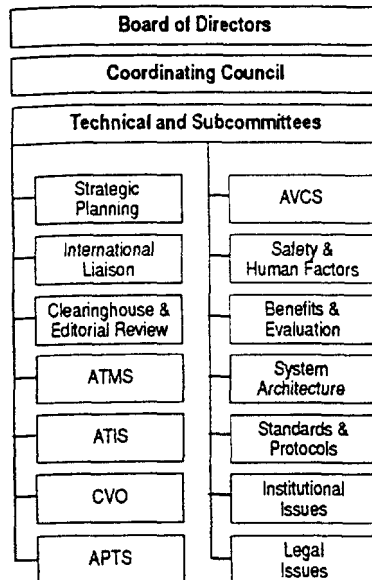 Board of Directors
Coordinating Council
Technical and Subcommittees
Strategic
Planning
International
Liaison
Clearinghouse &
Editorial Review
ATMS
ATIS
CVO
APTS
AVCS
Safety &
Human Factors
Benefits &
Evaluation
System
Architecture
Standards &
Protocols
Institutional
Issues
Legal
Issues